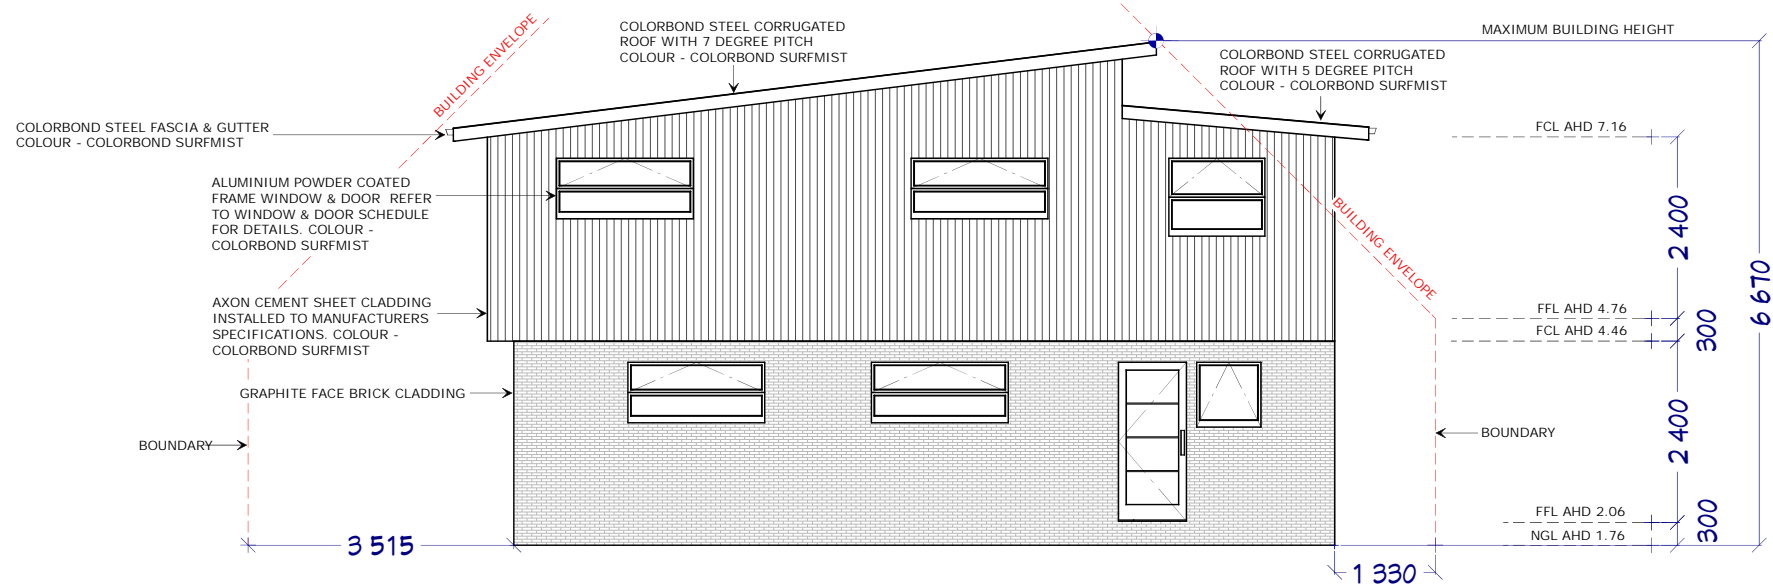 COLORBOND STEEL CORRUGATED
ROOF WITH 7 DEGREE PITCH
COLOUR - COLORBOND SURFMIST
BUILDING ENVELOPE
MAXIMUM BUILDING HEIGHT
COLORBOND STEEL CORRUGATED
ROOF WITH 5 DEGREE PITCH
COLOUR - COLORBOND SURFMIST
COLORBOND STEEL FASCIA & GUTTER
COLOUR - COLORBOND SURFMIST
FCL AHD 7.16
ALUMINIUM POWDER COATED
FRAME WINDOW & DOOR REFER
TO WINDOW & DOOR SCHEDULE
FOR DETAILS. COLOUR -
COLORBOND SURFMIST
BUILDING ENVELOPE
2 400
6 670
AXON CEMENT SHEET CLADDING
INSTALLED TO MANUFACTURERS
SPECIFICATIONS. COLOUR -
COLORBOND SURFMIST
FFL AHD 4.76
300
FCL AHD 4.46
GRAPHITE FACE BRICK CLADDING
BOUNDARY
BOUNDARY
2 400
FFL AHD 2.06
300
NGL AHD 1.76
3 515
1 330